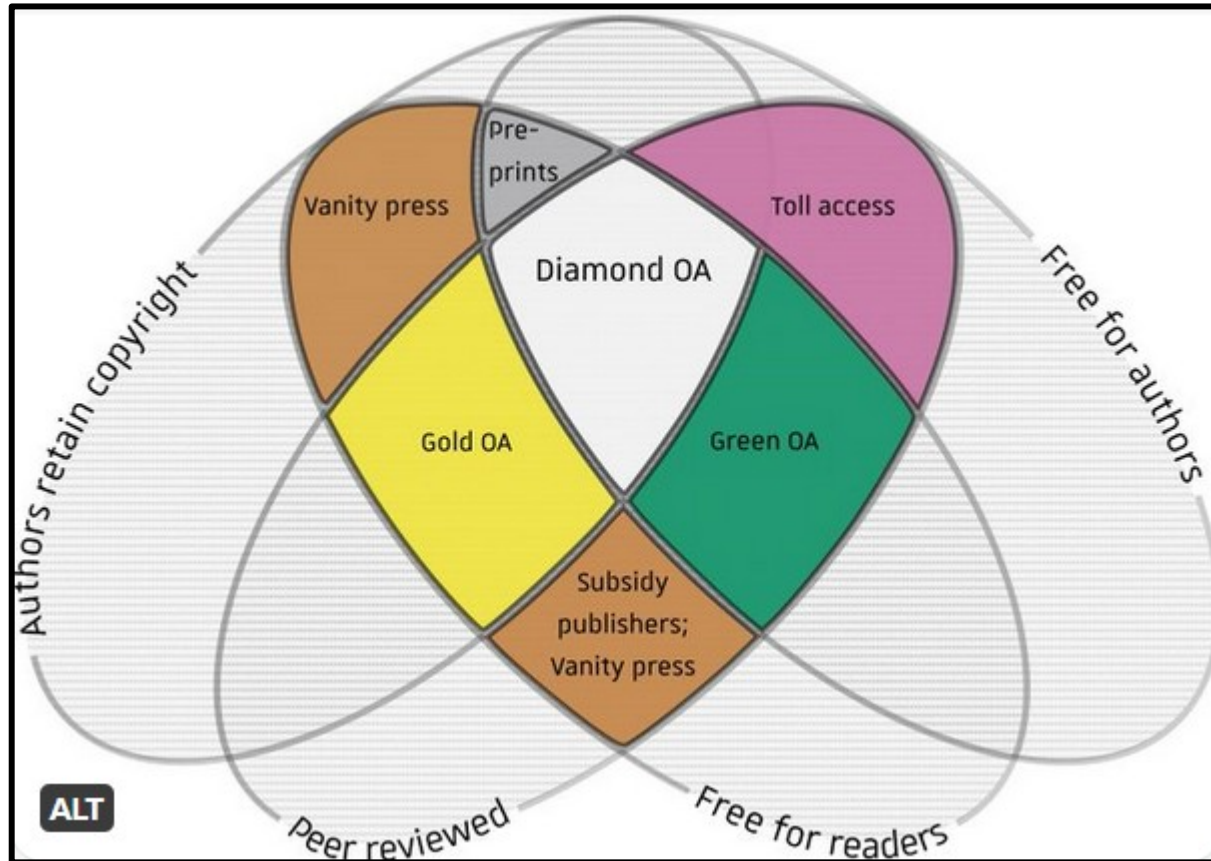 Pre-
prints
Vanity press
Toll access
Diamond OA
Authors retain copyright
Free for authors
Gold OA
Green OA
Subsidy
publishers;
Vanity press
Peer reviewed
Free for readers
ALT